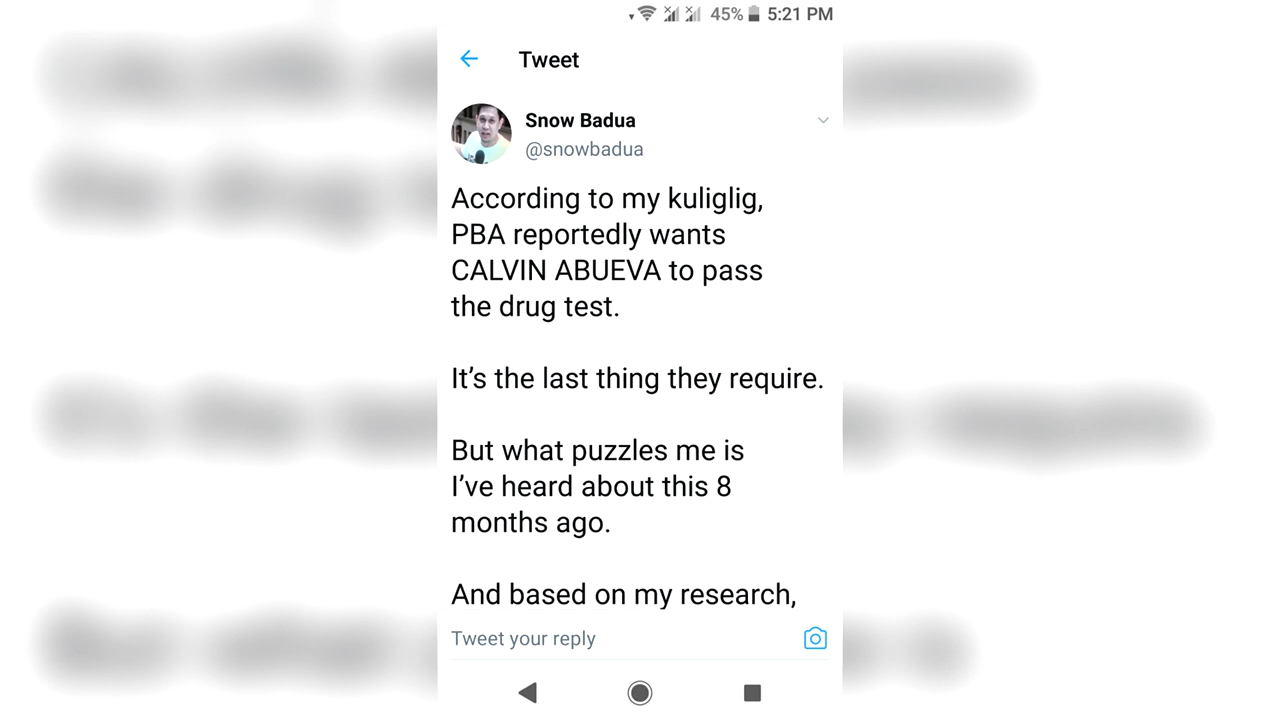 45% 5:21 PM
Tweet
Snow Badua
@snowbadua
According to my kuliglig,
PBA reportedly wants
CALVIN ABUEVA to pass
the drug test.
It’s the last thing they require.
But what puzzles me is
I’ve heard about this 8
months ago.
And based on my research,
Tweet your reply